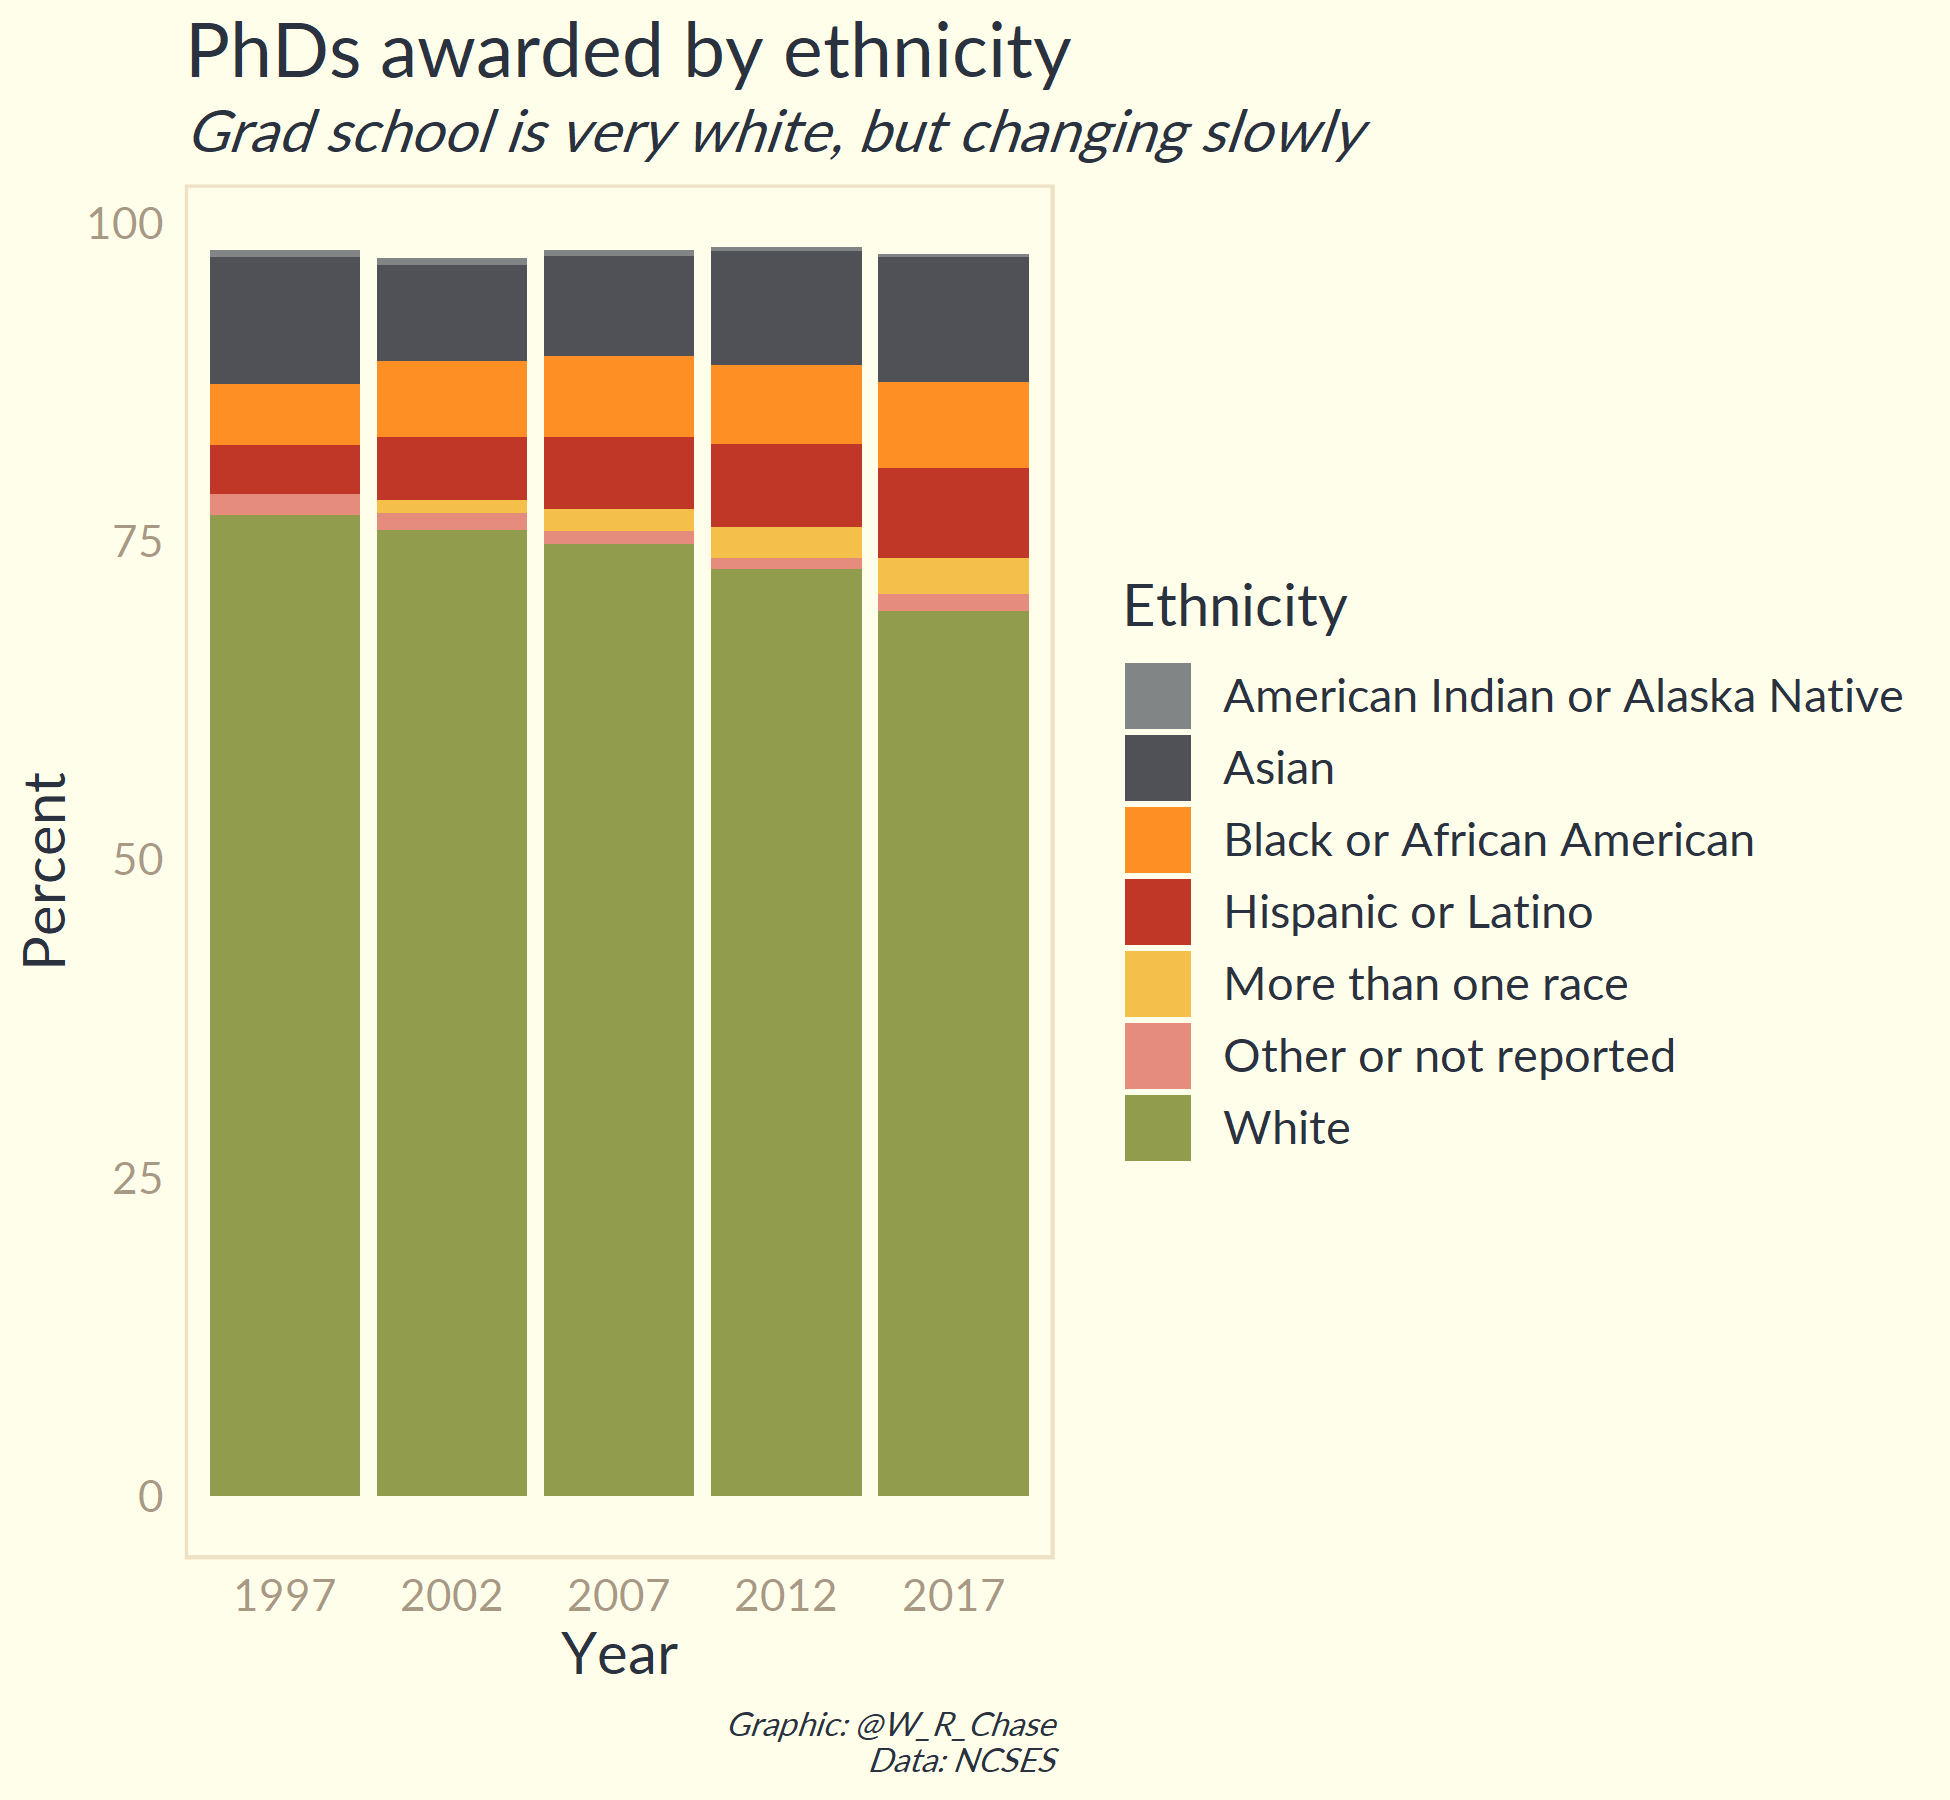 PhDs awarded by ethnicity
Grad school is very white, but changing slowly
100
75
50
25
0
Percent
1997 2002 2007 2012 2017
Year
Ethnicity
American Indian or Alaska Native
Asian
Black or African American
Hispanic or Latino
More than one race
Other or not reported
White
Graphic: @W_R_Chase
Data: NCSES